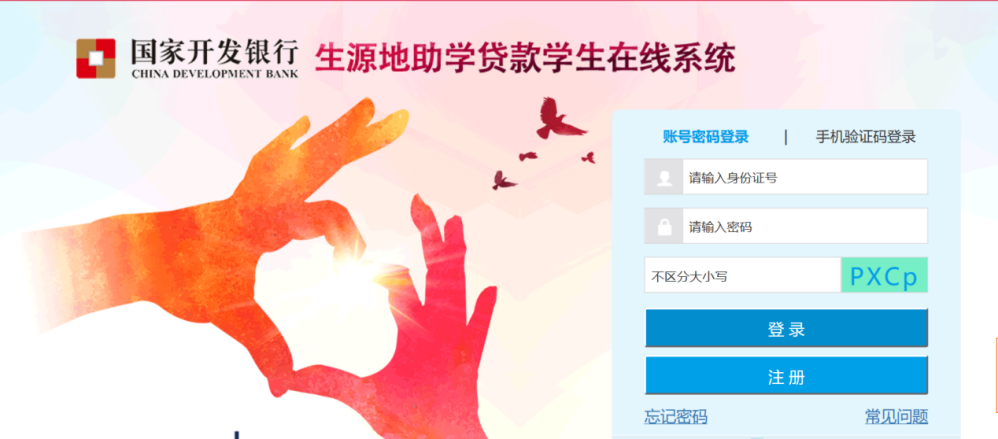 国家开发银行
CHINA DEVELOPMENT BANK
生源地助学贷款学生在线系统
账号密码登录 | 手机验证码登录
请输入身份证号
请输入密码
不区分大小写 PXCp
登 录
注 册
忘记密码 常见问题